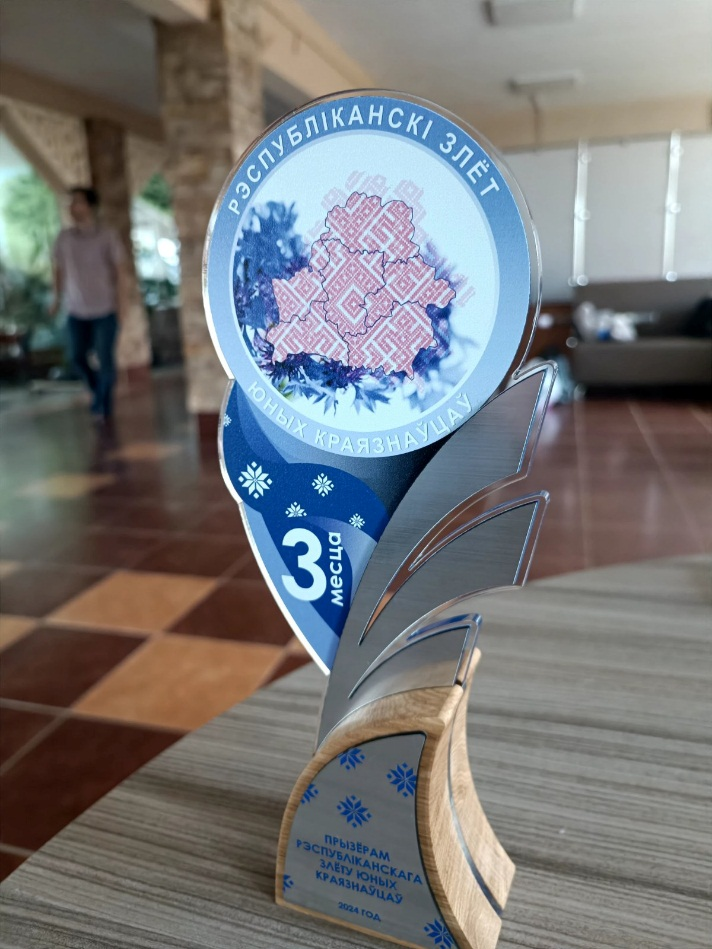 РЭСПУБЛІКАНСКІ ЗЛЁТ
ЮНЫХ КРАЯЗНАЎЦАЎ
3
месца
ПРЫЗЁРАМ
РЭСПУБЛІКАНСКАГА
ЗЛЁТУ ЮНЫХ
КРАЯЗНАЎЦАЎ
2024 ГОД